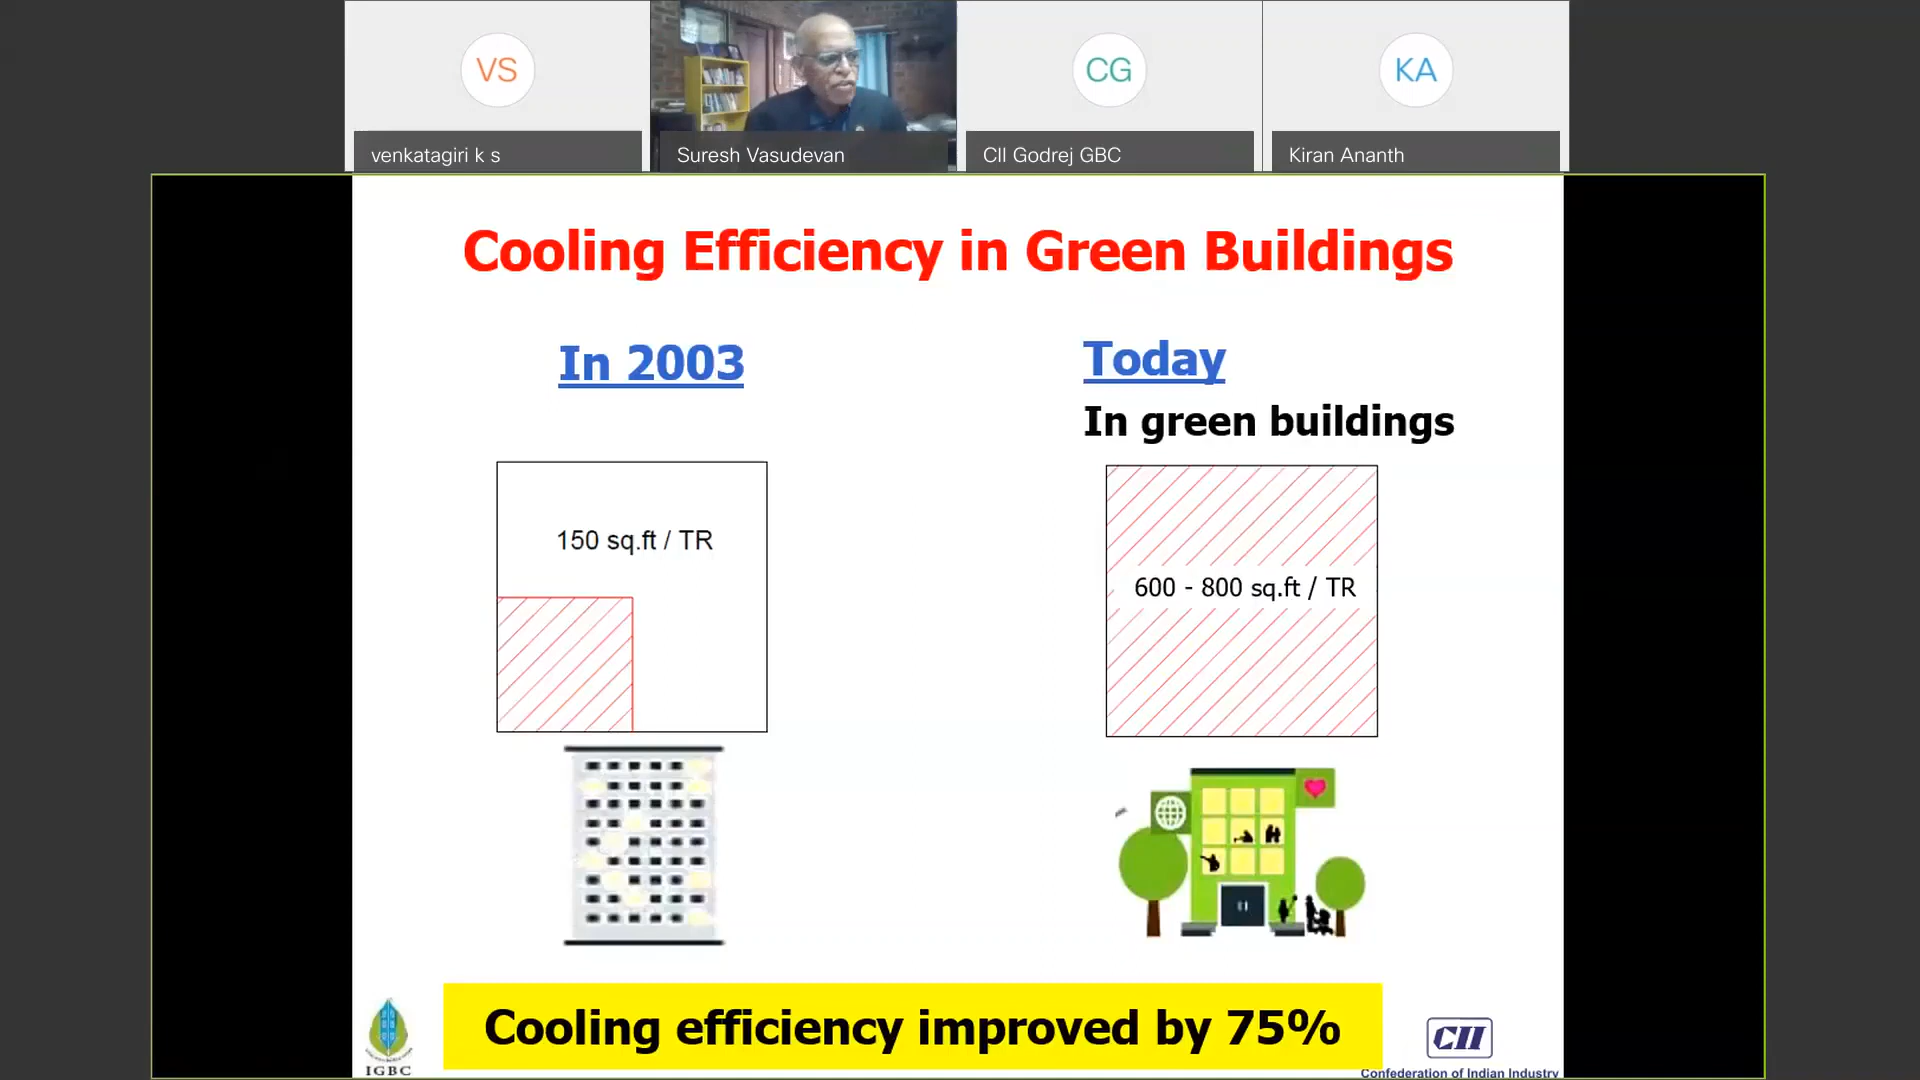 VS
CG
KA
venkatagiri k s
Suresh Vasudevan
CII Godrej GBC
Kiran Ananth
Cooling Efficiency in Green Buildings
In 2003
Today
In green buildings
150 sq.ft / TR
600 - 800 sq.ft / TR
Cooling efficiency improved by 75%
IGBC
CII
Confederation of Indian Industry